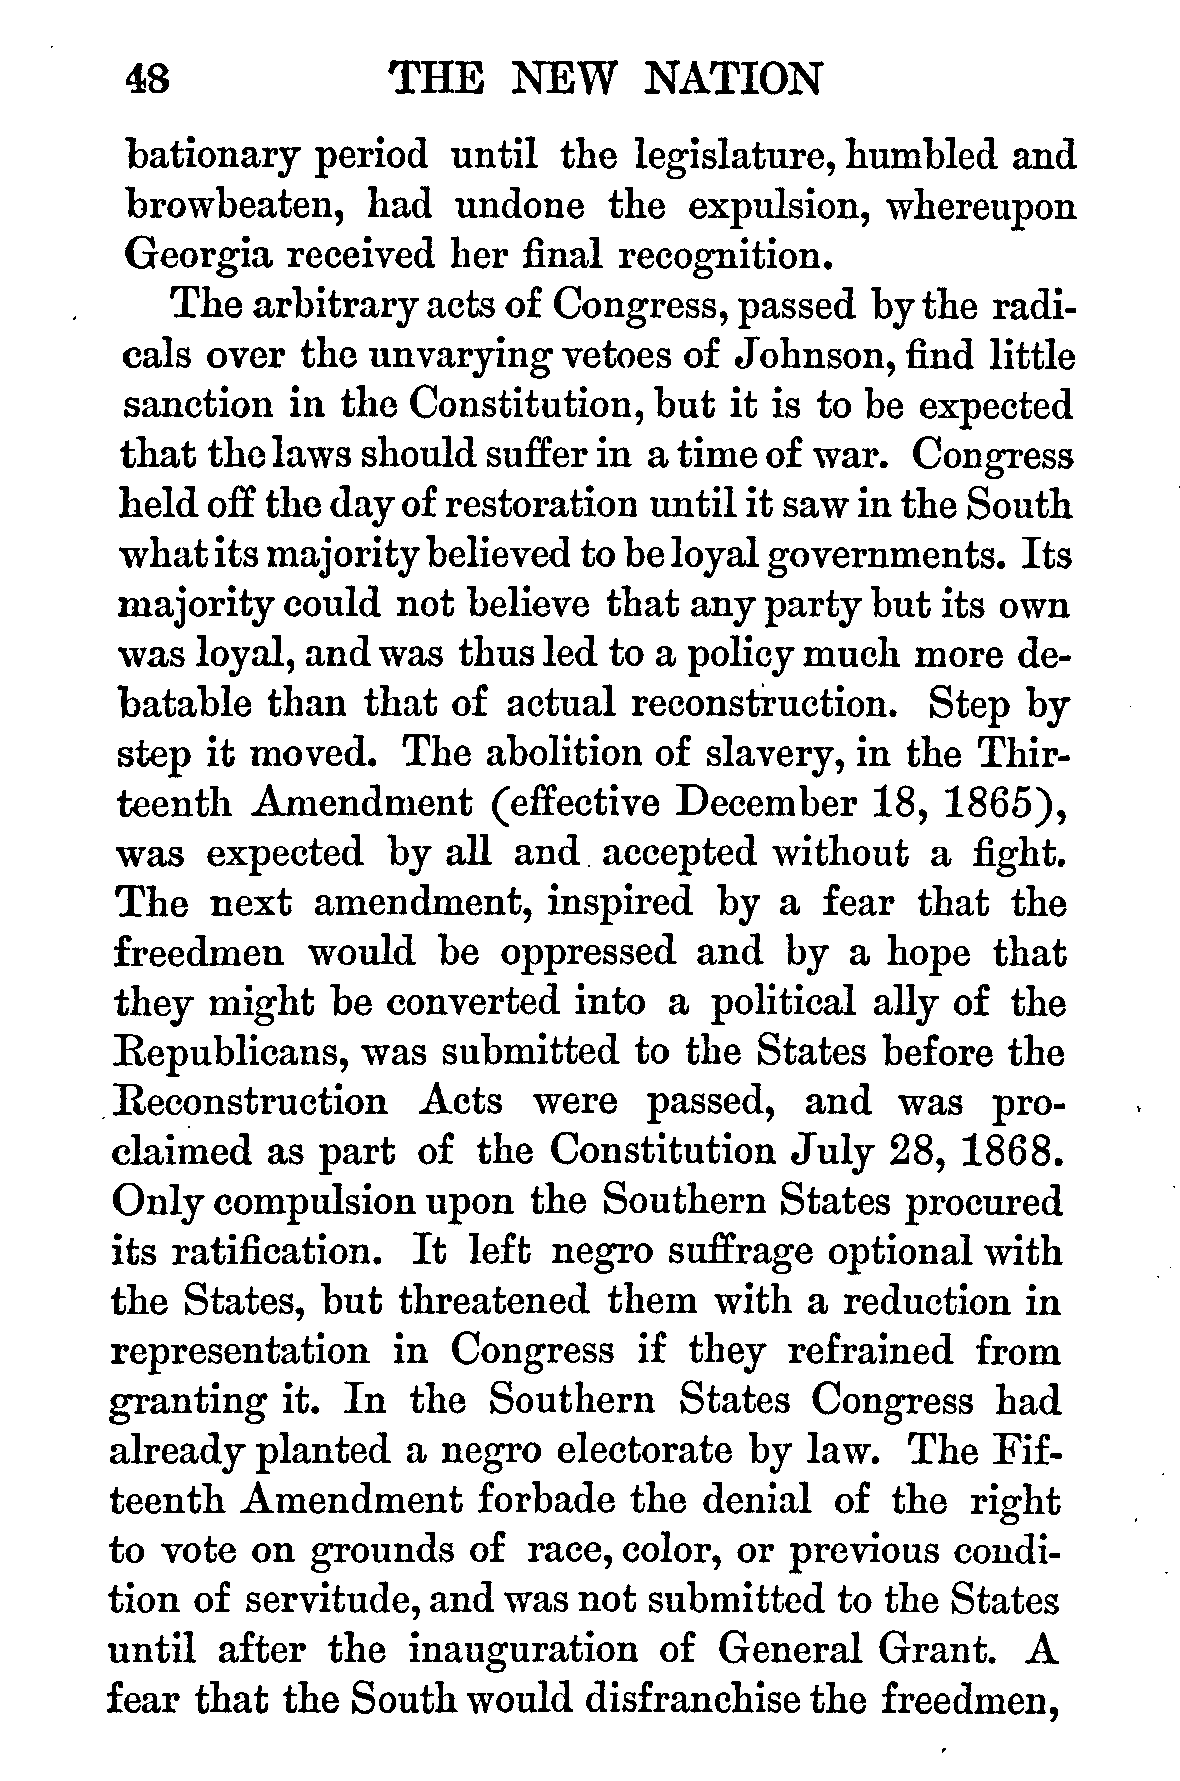 48 THE NEW NATION
bationary period until the legislature, humbled and
browbeaten, had undone the expulsion, whereupon
Georgia received her final recognition.
The arbitrary acts of Congress, passed by the radi-
cals over the unvarying vetoes of Johnson, find little
sanction in the Constitution, but it is to be expected
that the laws should suffer in a time of war. Congress
held off the day of restoration until it saw in the South
what its majority believed to be loyal governments. Its
majority could not believe that any party but its own
was loyal, and was thus led to a policy much more de-
batable than that of actual reconstruction. Step by
step it moved. The abolition of slavery, in the Thir-
teenth Amendment (effective December 18, 1865),
was expected by all and accepted without a fight.
The next amendment, inspired by a fear that the
freedmen would be oppressed and by a hope that
they might be converted into a political ally of the
Republicans, was submitted to the States before the
Reconstruction Acts were passed, and was pro-
claimed as part of the Constitution July 28, 1868.
Only compulsion upon the Southern States procured
its ratification. It left negro suffrage optional with
the States, but threatened them with a reduction in
representation in Congress if they refrained from
granting it. In the Southern States Congress had
already planted a negro electorate by law. The Fif-
teenth Amendment forbade the denial of the right
to vote on grounds of race, color, or previous condi-
tion of servitude, and was not submitted to the States
until after the inauguration of General Grant. A
fear that the South would disfranchise the freedmen,